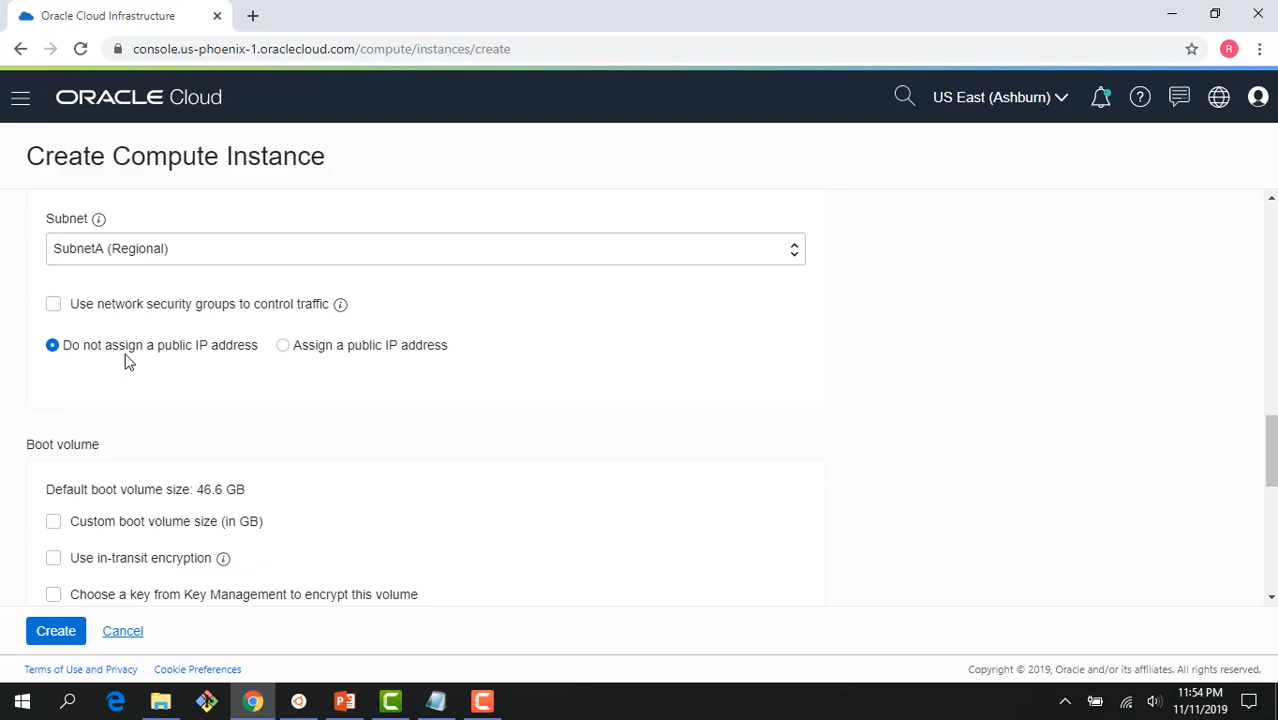 Oracle Cloud Infrastructure
console.us-phoenix-1.oraclecloud.com/compute/instances/create
R
ORACLE Cloud
US East (Ashburn)
Create Compute Instance
Subnet
SubnetA (Regional)
Use network security groups to control traffic
Do not assign a public IP address
Assign a public IP address
Boot volume
Default boot volume size: 46.6 GB
Custom boot volume size (in GB)
Use in-transit encryption
Choose a key from Key Management to encrypt this volume
Create
Cancel
Terms of Use and Privacy
Cookie Preferences
Copyright © 2019, Oracle and/or its affiliates. All rights reserved.
11:54 PM
11/11/2019